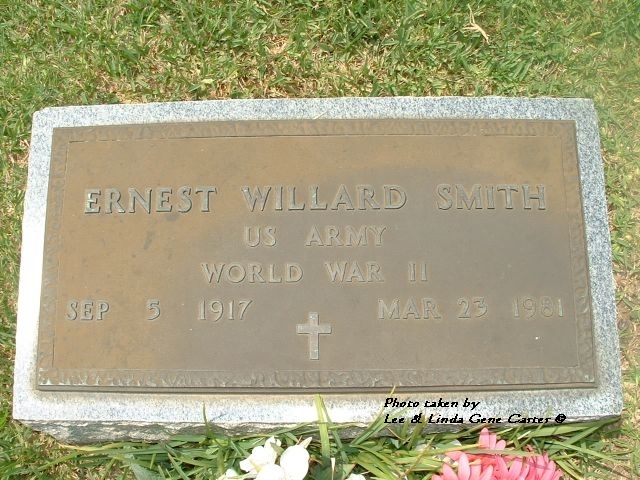 ERNEST WILLARD SMITH
US ARMY
WORLD WAR II
SEP 5 1917 MAR 23 1981
Photo taken by
Lee & Linda Gene Carter ©